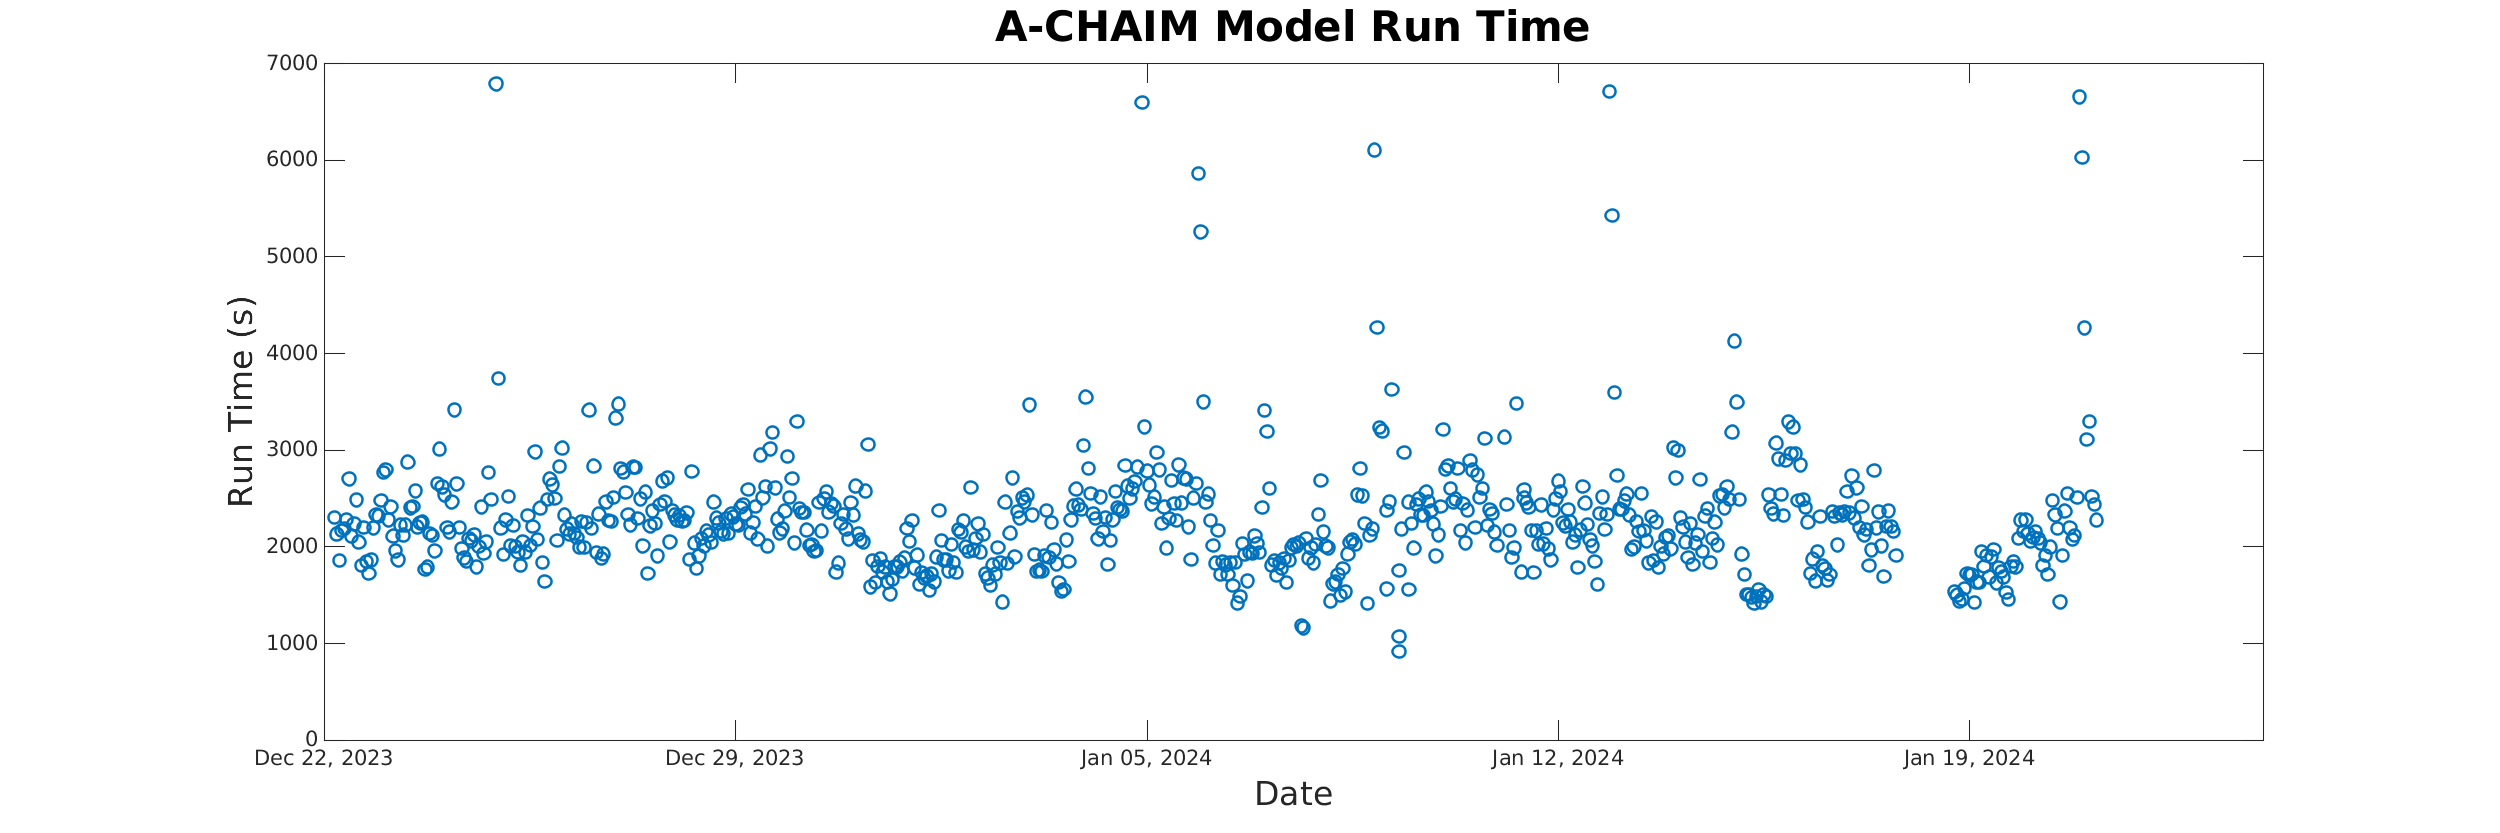 A-CHAIM Model Run Time
7000
6000
5000
4000
3000
2000
1000
0
Run Time (s)
Dec 22, 2023
Dec 29, 2023
Jan 05, 2024
Jan 12, 2024
Jan 19, 2024
Date